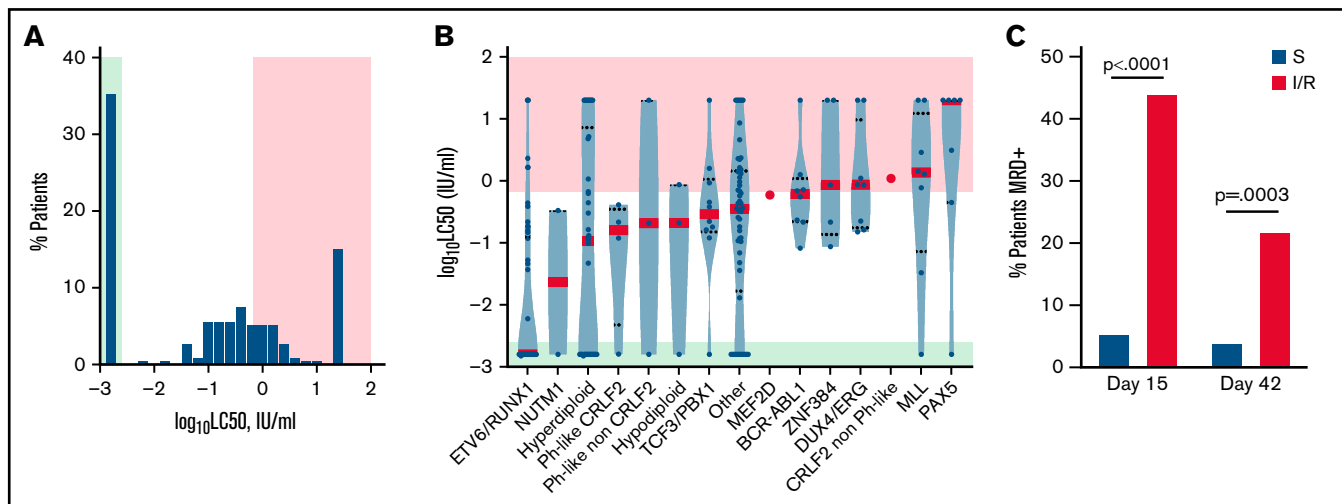 A
40
30
20
10
0
% Patients
−3
−2
−1
0
1
2
log10LC50, IU/ml
B
2
1
0
−1
−2
−3
log10LC50 (IU/ml)
ETV6/RUNX1
NUTM1
Hyperdiploid
Ph-like CRLF2
Ph-like non CRLF2
Hypodiploid
TCF3/PBX1
Other
MEF2D
BCR-ABL1
ZNF384
DUX4/ERG
CRLF2 non Ph-like
MLL
PAX5
C
50
40
30
20
10
0
% Patients MRD+
p<.0001
p=.0003
S
I/R
Day 15
Day 42